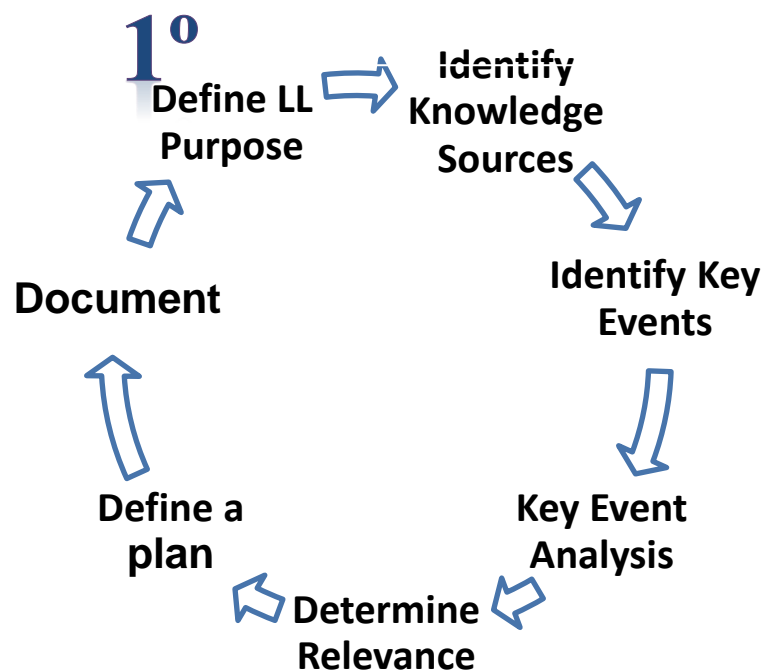 1º
Define LL
Purpose
Identify
Knowledge
Sources
Identify Key
Events
Key Event
Analysis
Determine
Relevance
Define a
plan
Document